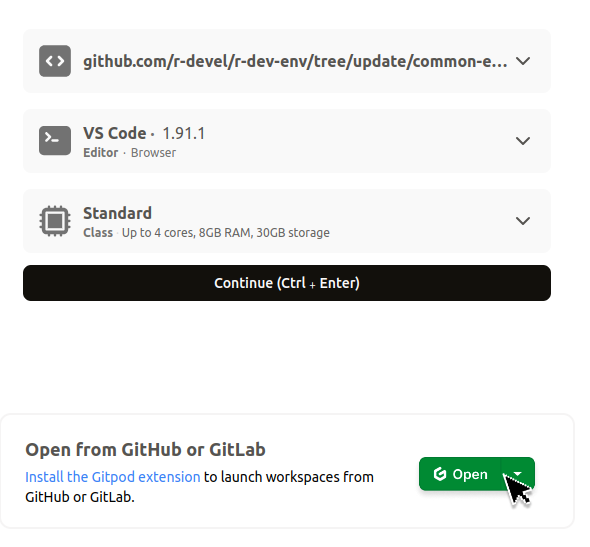 github.com/r-devel/r-dev-env/tree/update/common-e...
VS Code · 1.91.1
Editor · Browser
Standard
Class · Up to 4 cores, 8GB RAM, 30GB storage
Continue (Ctrl + Enter)
Open from GitHub or GitLab
Install the Gitpod extension to launch workspaces from
GitHub or GitLab.
Open